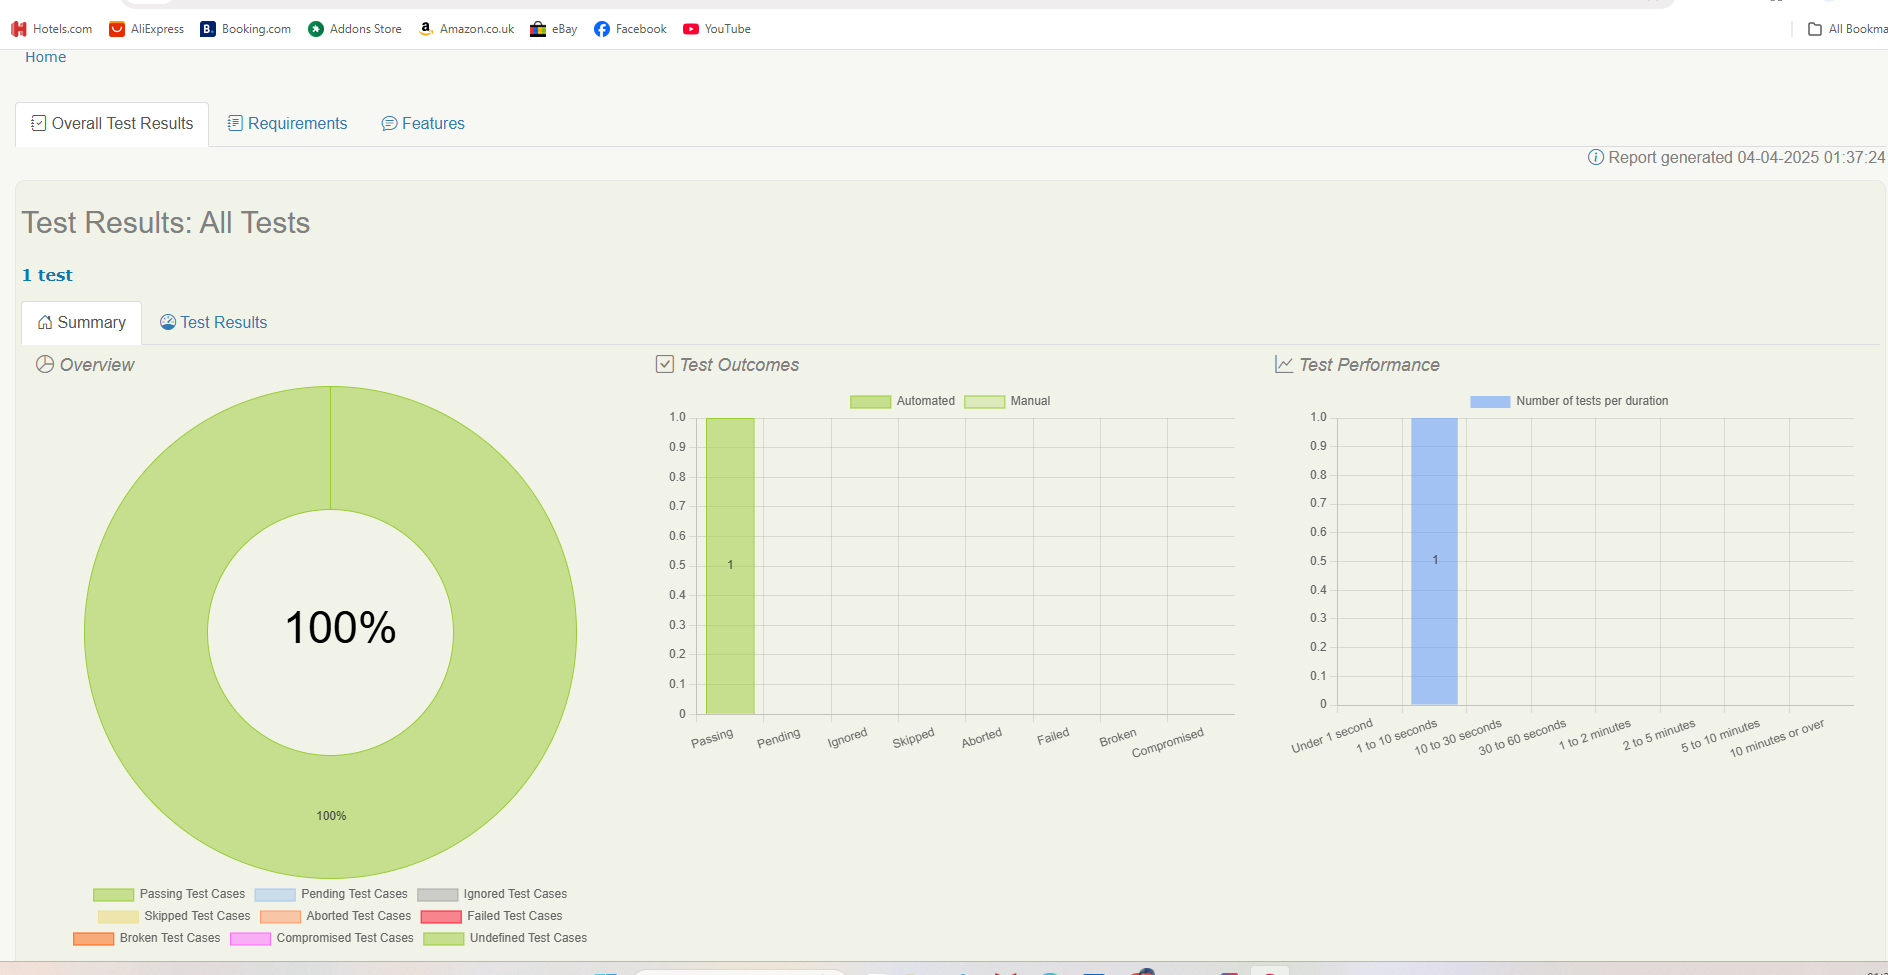 Hotels.com AliExpress Booking.com Addons Store Amazon.co.uk eBay Facebook YouTube All Bookma
Home
Overall Test Results Requirements Features
Report generated 04-04-2025 01:37:24
Test Results: All Tests
1 test
Summary Test Results
Overview
100%
100%
Passing Test Cases Pending Test Cases Ignored Test Cases
Skipped Test Cases Aborted Test Cases Failed Test Cases
Broken Test Cases Compromised Test Cases Undefined Test Cases
Test Outcomes
Automated Manual
1.0
0.9
0.8
0.7
0.6
0.5
0.4
0.3
0.2
0.1
0
1
Passing Pending Ignored Skipped Aborted Failed Broken Compromised
Test Performance
Number of tests per duration
1.0
0.9
0.8
0.7
0.6
0.5
0.4
0.3
0.2
0.1
0
1
Under 1 second 1 to 10 seconds 10 to 30 seconds 30 to 60 seconds 1 to 2 minutes 2 to 5 minutes 5 to 10 minutes 10 minutes or over